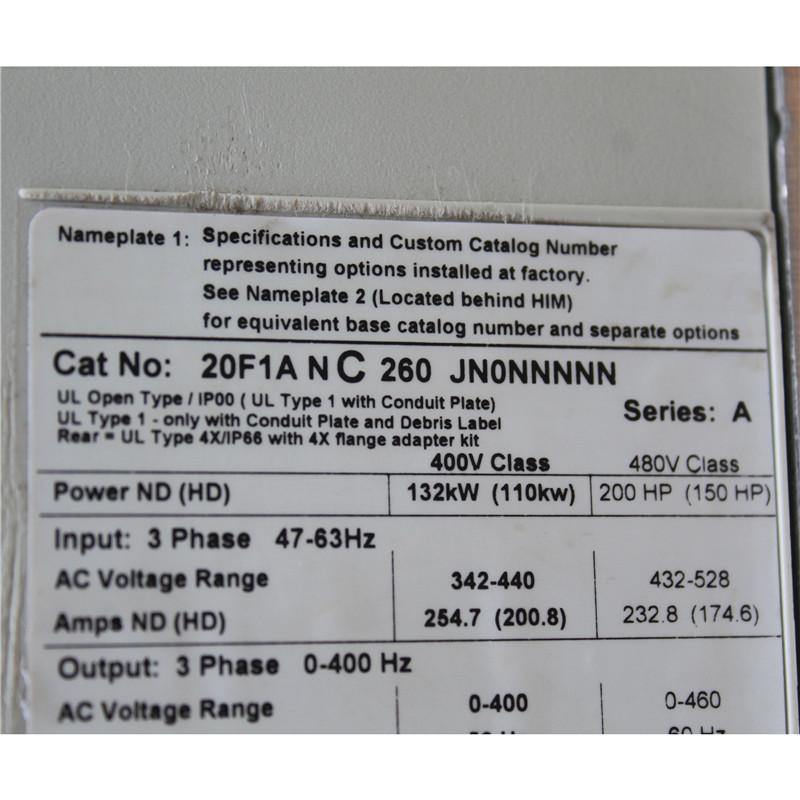 Nameplate 1: Specifications and Custom Catalog Number
representing options installed at factory.
See Nameplate 2 (Located behind HIM)
for equivalent base catalog number and separate options
Cat No: 20F1A N C 260 JN0NNNNN
UL Open Type / IP00 ( UL Type 1 with Conduit Plate)
UL Type 1 - only with Conduit Plate and Debris Label
Rear = UL Type 4X/IP66 with 4X flange adapter kit
Series: A
400V Class 480V Class
Power ND (HD) 132kW (110kw) 200 HP (150 HP)
Input: 3 Phase 47-63Hz
AC Voltage Range 342-440 432-528
Amps ND (HD) 254.7 (200.8) 232.8 (174.6)
Output: 3 Phase 0-400 Hz
AC Voltage Range 0-400 0-460